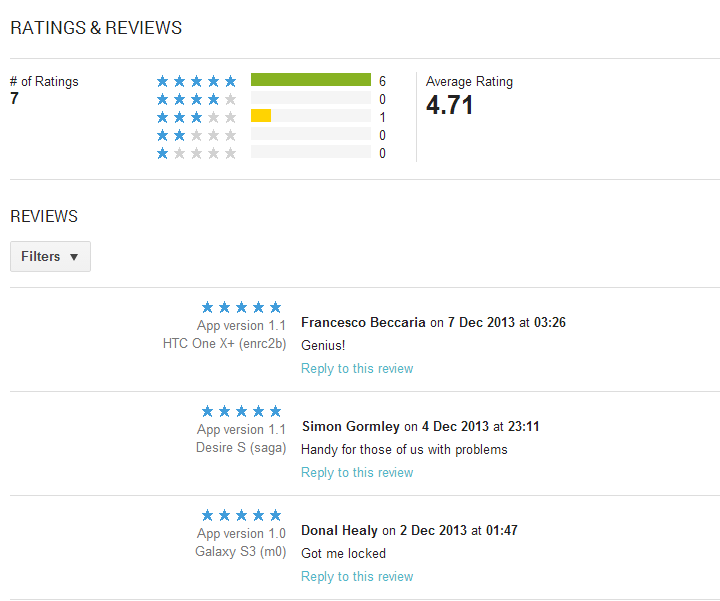 RATINGS & REVIEWS
# of Ratings
7
6
0
1
0
0
Average Rating
4.71
REVIEWS
Filters ▼
App version 1.1
HTC One X+ (enrc2b)
Francesco Beccaria on 7 Dec 2013 at 03:26
Genius!
Reply to this review
App version 1.1
Desire S (saga)
Simon Gormley on 4 Dec 2013 at 23:11
Handy for those of us with problems
Reply to this review
App version 1.0
Galaxy S3 (m0)
Donal Healy on 2 Dec 2013 at 01:47
Got me locked
Reply to this review